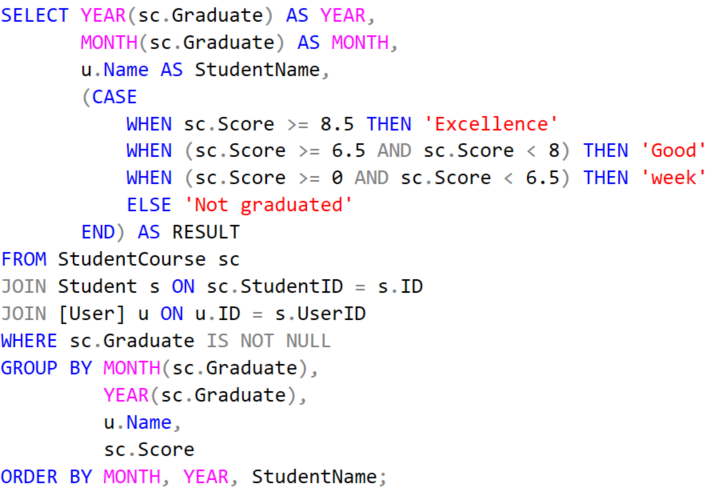 SELECT YEAR(sc.Graduate) AS YEAR,
MONTH(sc.Graduate) AS MONTH,
u.Name AS StudentName,
(CASE
WHEN sc.Score >= 8.5 THEN 'Excellence'
WHEN (sc.Score >= 6.5 AND sc.Score < 8) THEN 'Good'
WHEN (sc.Score >= 0 AND sc.Score < 6.5) THEN 'week'
ELSE 'Not graduated'
END) AS RESULT
FROM StudentCourse sc
JOIN Student s ON sc.StudentID = s.ID
JOIN [User] u ON u.ID = s.UserID
WHERE sc.Graduate IS NOT NULL
GROUP BY MONTH(sc.Graduate),
YEAR(sc.Graduate),
u.Name,
sc.Score
ORDER BY MONTH, YEAR, StudentName;